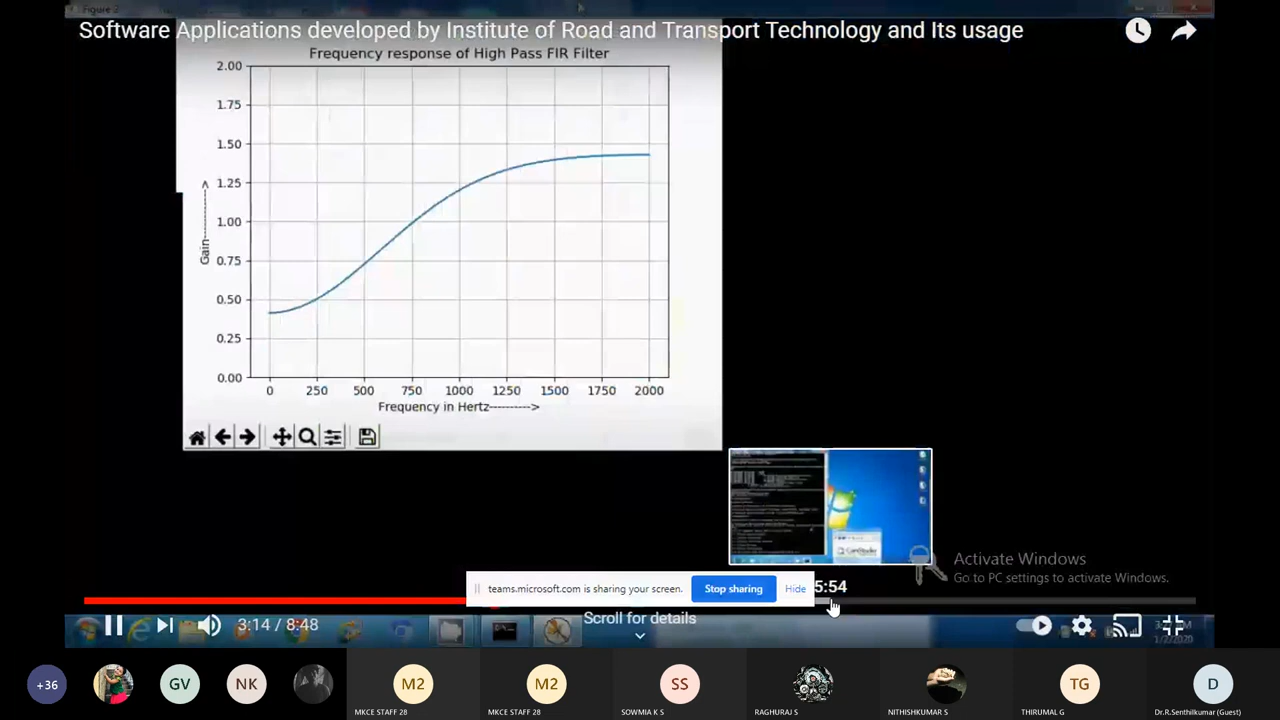 Figure 2
Software Applications developed by Institute of Road and Transport Technology and Its usage
Frequency response of High Pass FIR Filter
2.00
1.75
1.50
1.25
1.00
0.75
0.50
0.25
0.00
Gain---------->
0 250 500 750 1000 1250 1500 1750 2000
Frequency in Hertz---------->
Activate Windows
Go to PC settings to activate Windows.
teams.microsoft.com is sharing your screen. Stop sharing Hide
5:54
Scroll for details
3:14 / 8:48
1/2/2020
+36 GV NK M2 M2 SS TG D
MKCE STAFF 28 MKCE STAFF 28 SOWMIA K S RAGHURAJ S NITHISHKUMAR S THIRUMAL G Dr.R.Senthilkumar (Guest)